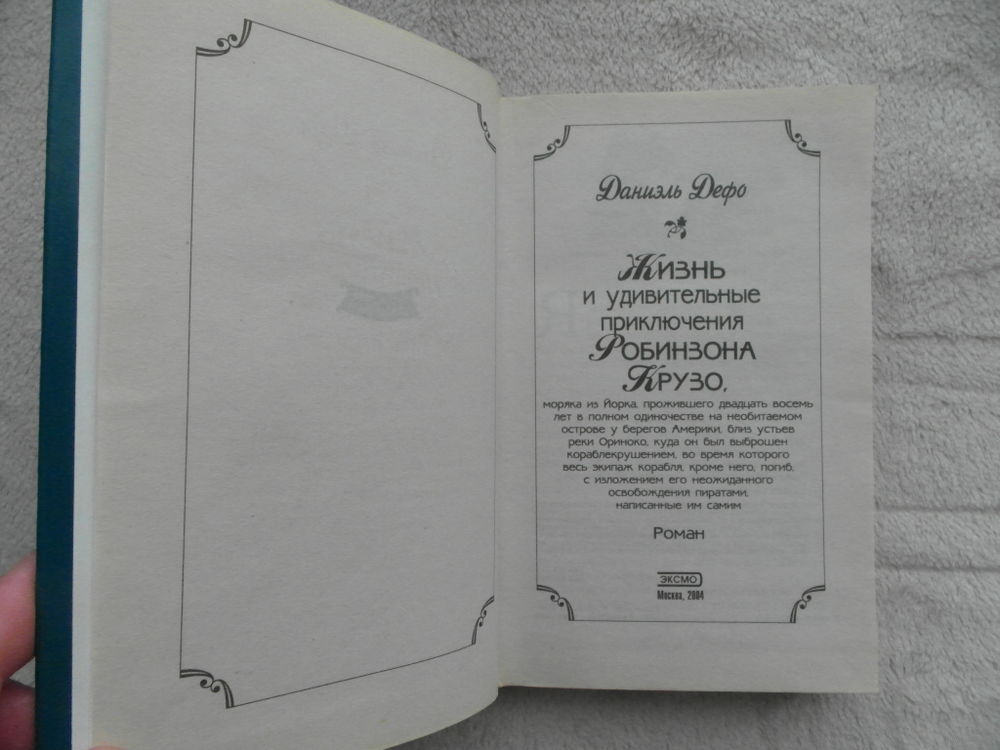 Даниэль Дефо
Жизнь
и удивительные
приключения
Робинзона
Крузо,
моряка из Йорка, прожившего двадцать восемь
лет в полном одиночестве на необитаемом
острове у берегов Америки, близ устьев
реки Ориноко, куда он был выброшен
кораблекрушением, во время которого
весь экипаж корабля, кроме него, погиб,
с изложением его неожиданного
освобождения пиратами,
написанные им самим
Роман
ЭКСМО
Москва, 2004